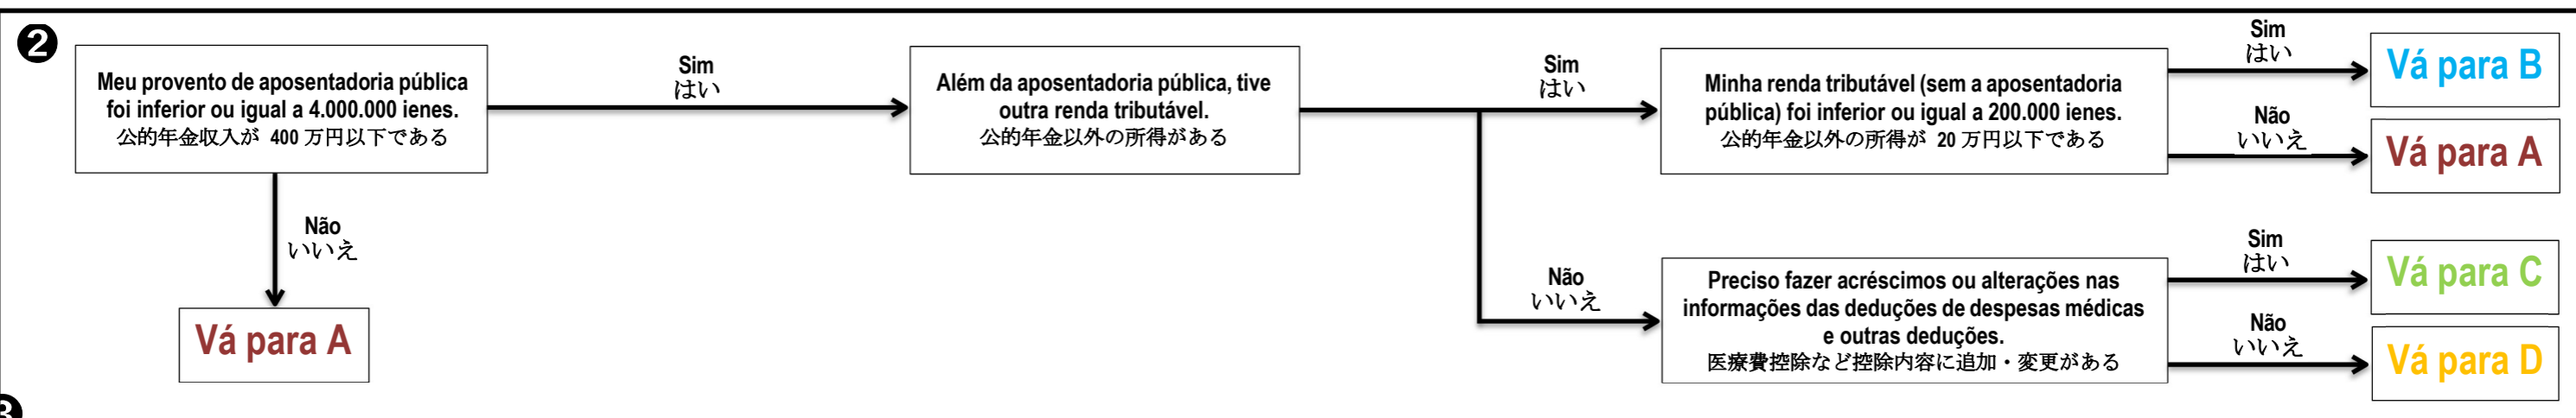 ❷
Meu provento de aposentadoria pública
foi inferior ou igual a 4.000.000 ienes.
公的年金収入が 400 万円以下である
Sim
はい
Além da aposentadoria pública, tive
outra renda tributável.
公的年金以外の所得がある
Sim
はい
Minha renda tributável (sem a aposentadoria
pública) foi inferior ou igual a 200.000 ienes.
公的年金以外の所得が 20 万円以下である
Sim
はい
Vá para B
Não
いいえ
Vá para A
Não
いいえ
Vá para A
Não
いいえ
Preciso fazer acréscimos ou alterações nas
informações das deduções de despesas médicas
e outras deduções.
医療費控除など控除内容に追加・変更がある
Sim
はい
Vá para C
Não
いいえ
Vá para D
❸